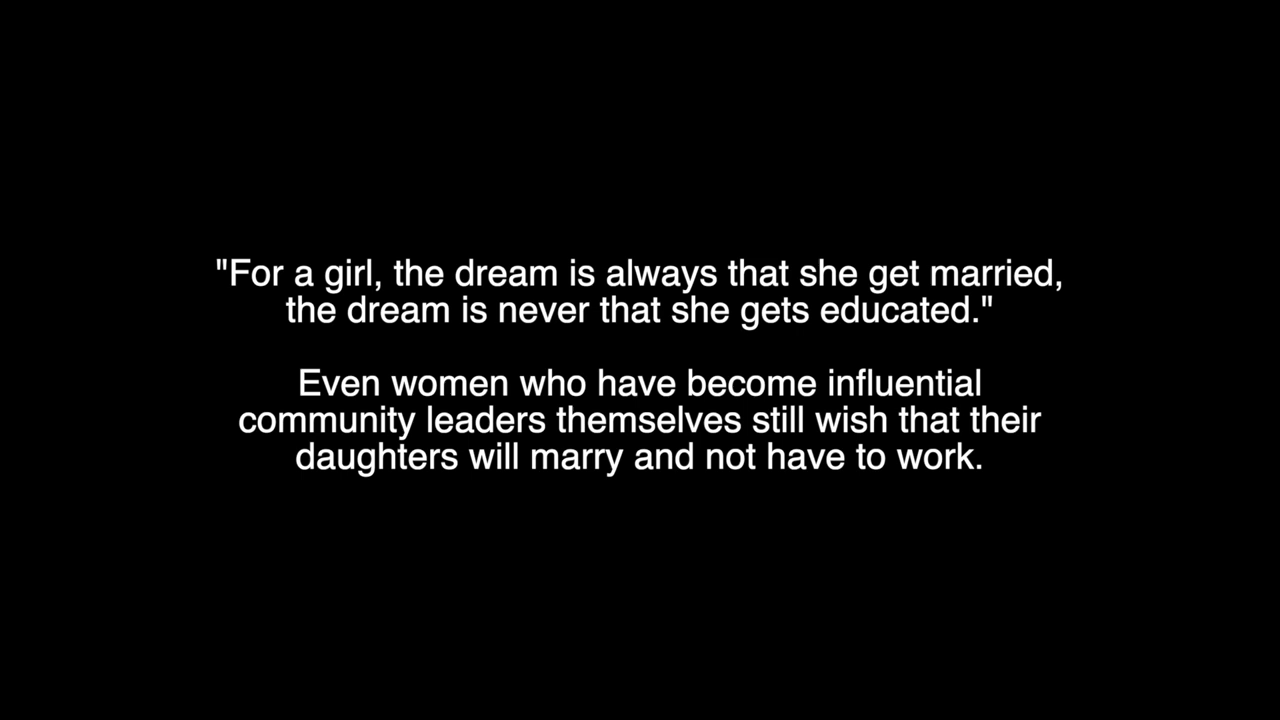 "For a girl, the dream is always that she get married,
the dream is never that she gets educated."
Even women who have become influential
community leaders themselves still wish that their
daughters will marry and not have to work.